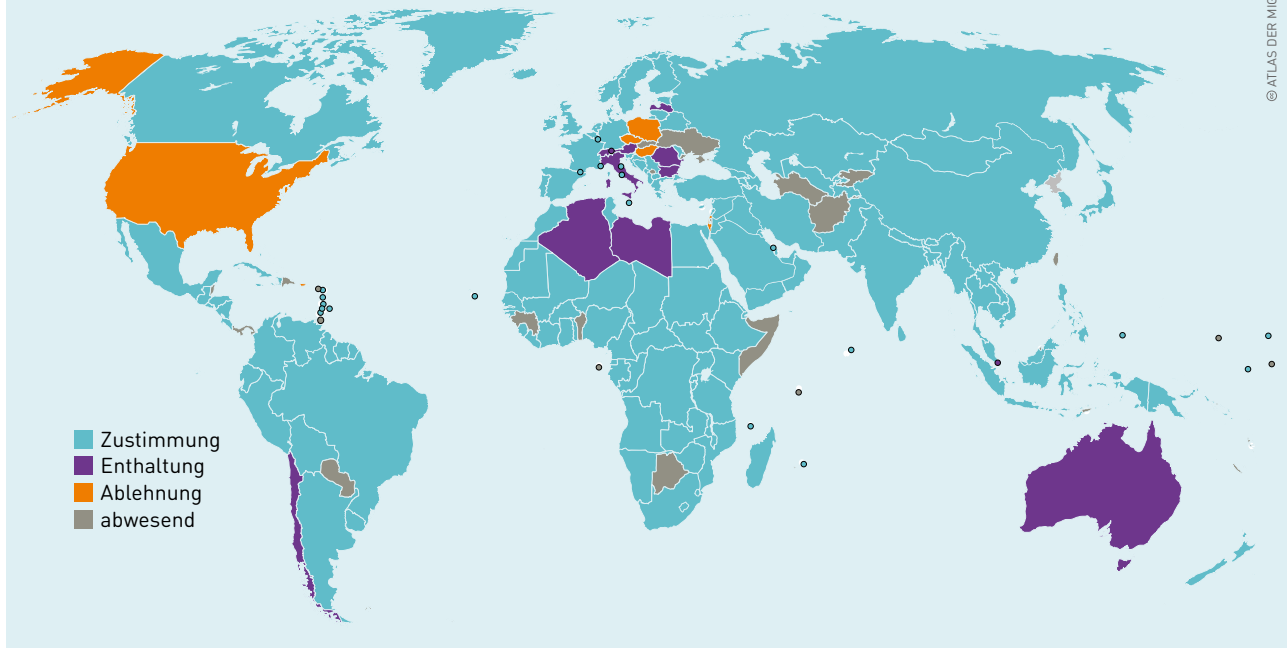 © ATLAS DER MIG
Zustimmung
Enthaltung
Ablehnung
abwesend